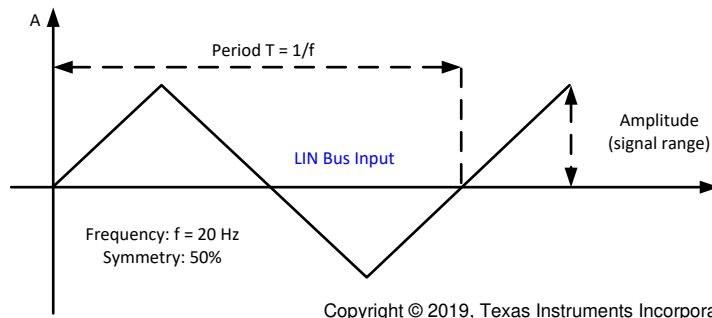 A
Period T = 1/f
Amplitude
(signal range)
LIN Bus Input
Frequency: f = 20 Hz
Symmetry: 50%
Copyright © 2019, Texas Instruments Incorpora